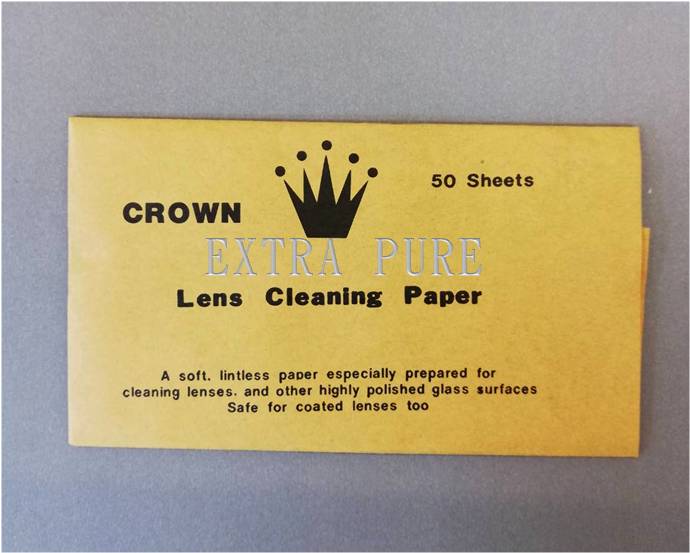 50 Sheets
CROWN
EXTRA PURE
Lens Cleaning Paper
A soft. lintless paper especially prepared for
cleaning lenses. and other highly polished glass surfaces
Safe for coated lenses too